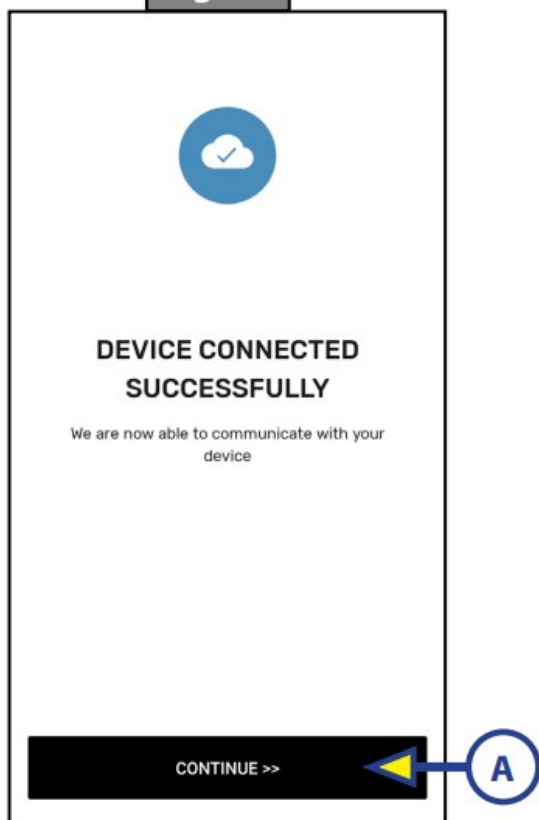 DEVICE CONNECTED
SUCCESSFULLY
We are now able to communicate with your
device
CONTINUE >>
A